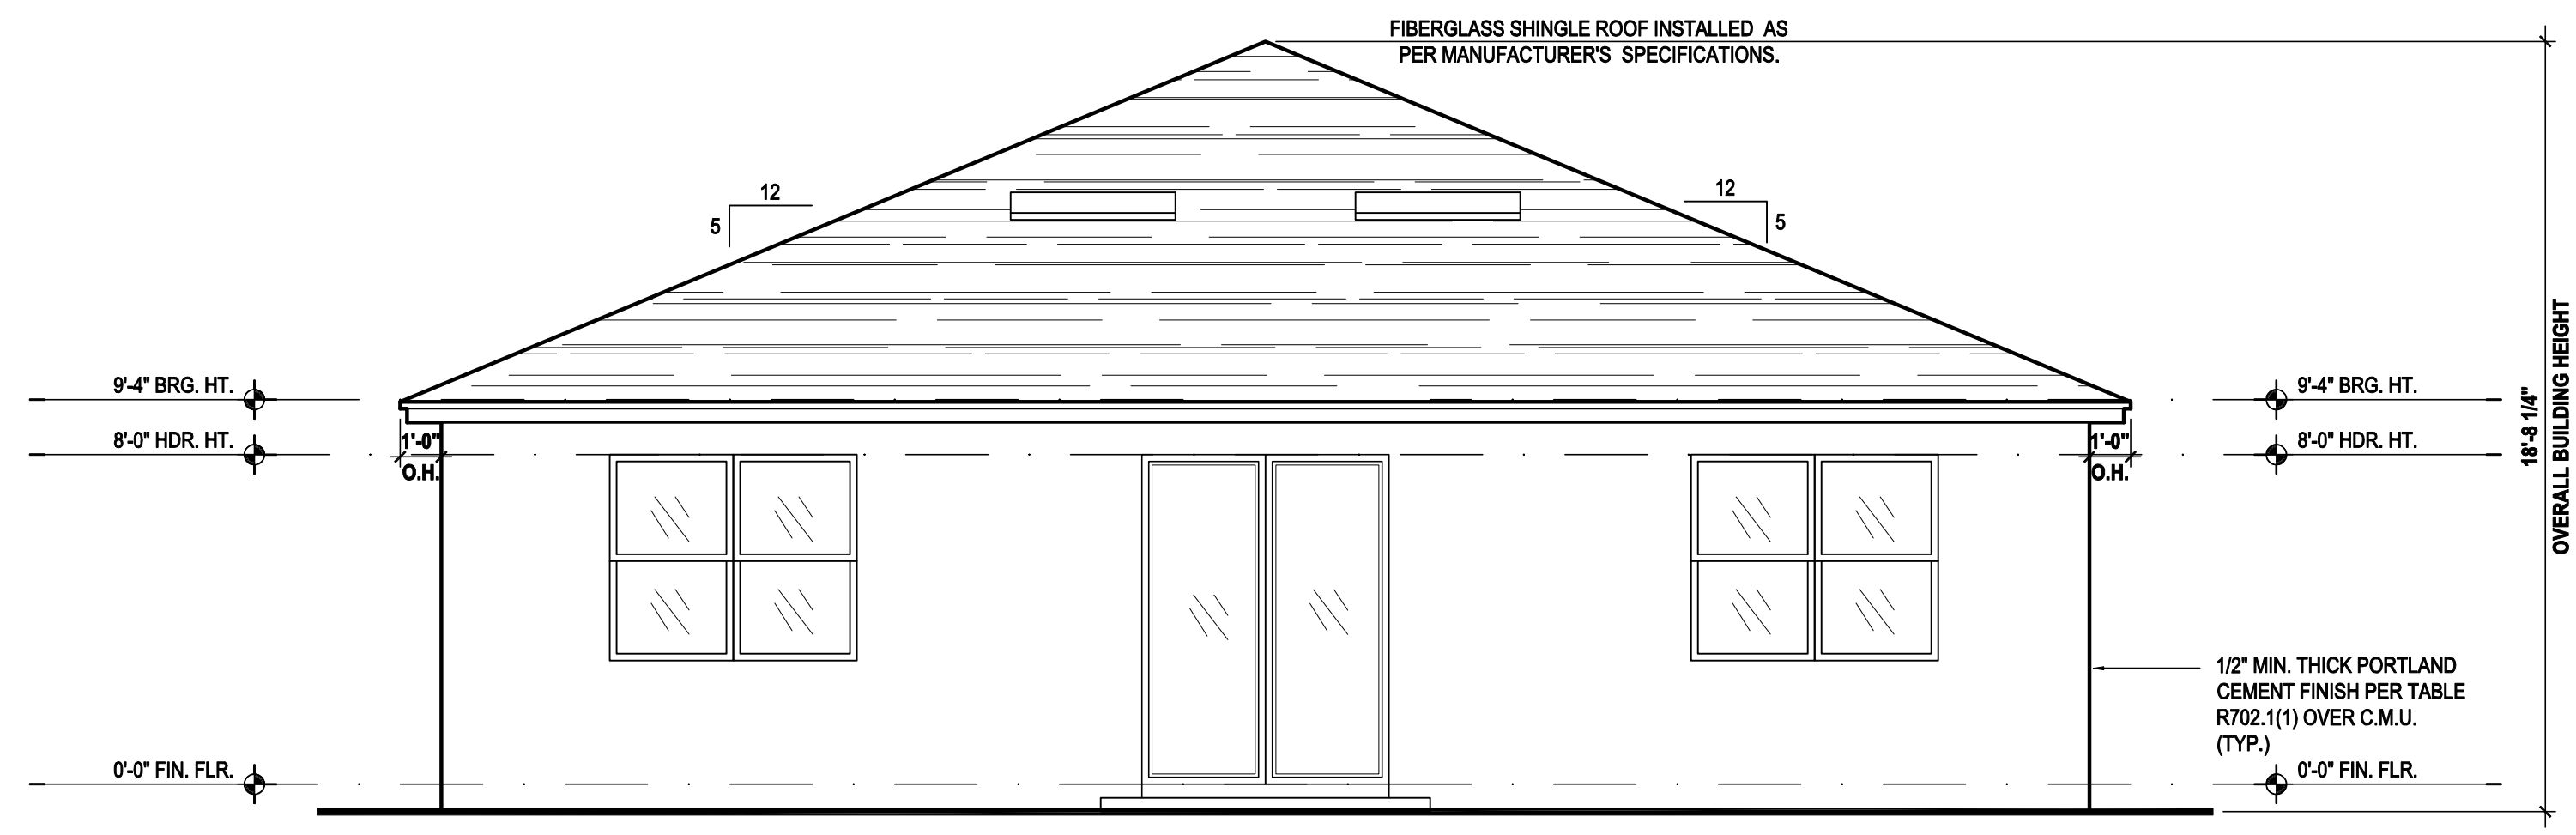 FIBERGLASS SHINGLE ROOF INSTALLED AS
PER MANUFACTURER'S SPECIFICATIONS.
12
5
12
5
9'-4" BRG. HT.
8'-0" HDR. HT.
1'-0"
O.H.
1'-0"
O.H.
9'-4" BRG. HT.
8'-0" HDR. HT.
18'-8 1/4"
OVERALL BUILDING HEIGHT
1/2" MIN. THICK PORTLAND
CEMENT FINISH PER TABLE
R702.1(1) OVER C.M.U.
(TYP.)
0'-0" FIN. FLR.
0'-0" FIN. FLR.